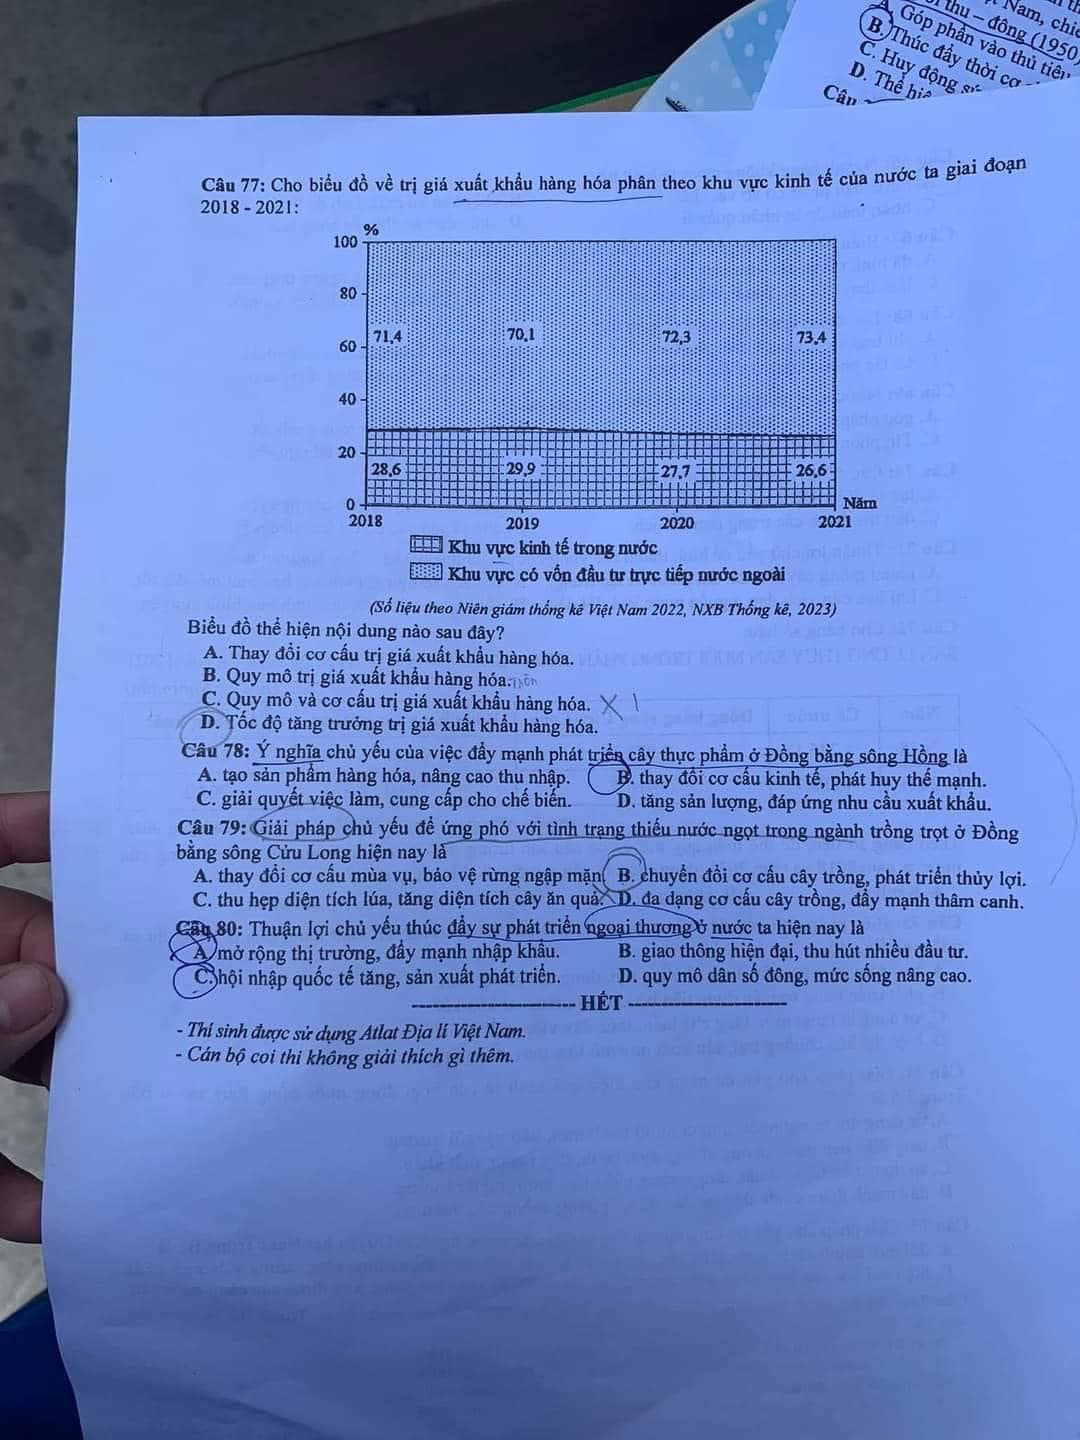 Nam, chiế
thu – đông (1950)
A. Góp phần vào thủ tiêu
B. Thúc đẩy thời cơ
C. Huy động sứ
D. Thể hiệ
Câu
Câu 77: Cho biểu đồ về trị giá xuất khẩu hàng hóa phân theo khu vực kinh tế của nước ta giai đoạn
2018 - 2021:
%
100
80
60
40
20
0
71,4 70,1 72,3 73,4
28,6 29,9 27,7 26,6
Năm
2018 2019 2020 2021
Khu vực kinh tế trong nước
Khu vực có vốn đầu tư trực tiếp nước ngoài
(Số liệu theo Niên giám thống kê Việt Nam 2022, NXB Thống kê, 2023)
Biểu đồ thể hiện nội dung nào sau đây?
A. Thay đổi cơ cấu trị giá xuất khẩu hàng hóa.
B. Quy mô trị giá xuất khẩu hàng hóa.
C. Quy mô và cơ cấu trị giá xuất khẩu hàng hóa.
D. Tốc độ tăng trưởng trị giá xuất khẩu hàng hóa.
Câu 78: Ý nghĩa chủ yếu của việc đẩy mạnh phát triển cây thực phẩm ở Đồng bằng sông Hồng là
A. tạo sản phẩm hàng hóa, nâng cao thu nhập. B. thay đổi cơ cấu kinh tế, phát huy thế mạnh.
C. giải quyết việc làm, cung cấp cho chế biến. D. tăng sản lượng, đáp ứng nhu cầu xuất khẩu.
Câu 79: Giải pháp chủ yếu để ứng phó với tình trạng thiếu nước ngọt trong ngành trồng trọt ở Đồng
bằng sông Cửu Long hiện nay là
A. thay đổi cơ cấu mùa vụ, bảo vệ rừng ngập mặn. B. chuyển đổi cơ cấu cây trồng, phát triển thủy lợi.
C. thu hẹp diện tích lúa, tăng diện tích cây ăn quả. D. đa dạng cơ cấu cây trồng, đẩy mạnh thâm canh.
Câu 80: Thuận lợi chủ yếu thúc đẩy sự phát triển ngoại thương ở nước ta hiện nay là
A. mở rộng thị trường, đẩy mạnh nhập khẩu. B. giao thông hiện đại, thu hút nhiều đầu tư.
C. hội nhập quốc tế tăng, sản xuất phát triển. D. quy mô dân số đông, mức sống nâng cao.
-------------------- HẾT --------------------
- Thí sinh được sử dụng Atlat Địa lí Việt Nam.
- Cán bộ coi thi không giải thích gì thêm.